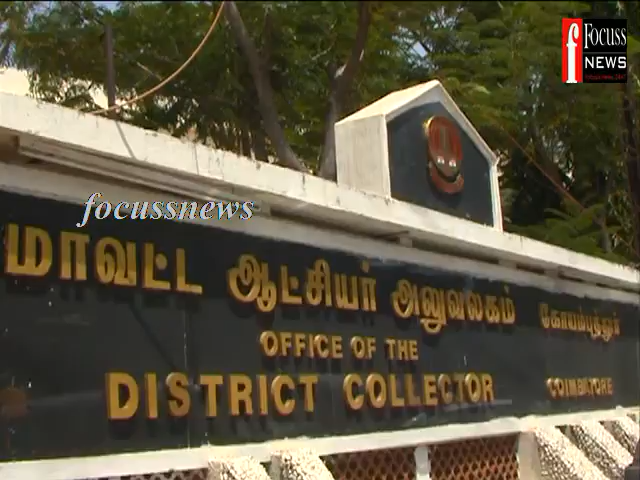 f Focuss
NEWS
focussnews
மாவட்ட ஆட்சியர் அலுவலகம் கோயம்புத்தூர்
OFFICE OF THE
DISTRICT COLLECTOR COIMBATORE